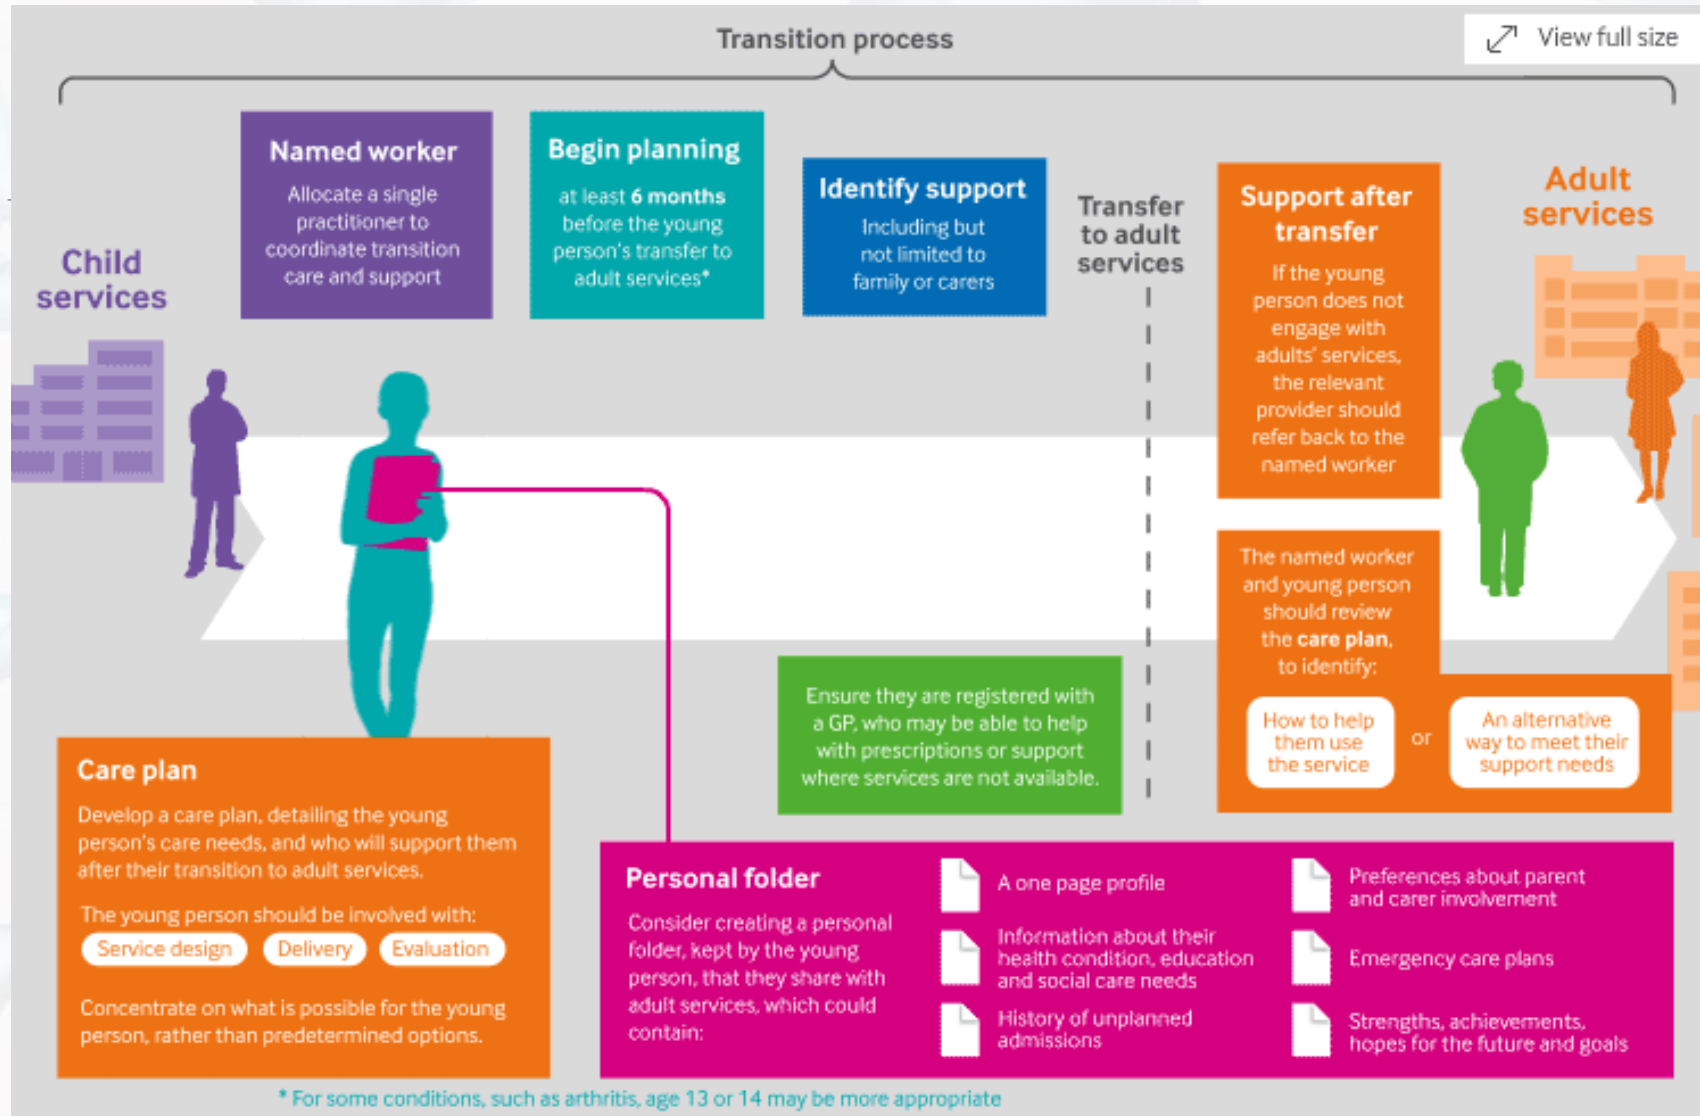 Transition process
View full size
Child
services
Named worker
Allocate a single
practitioner to
coordinate transition
care and support
Begin planning
at least 6 months
before the young
person's transfer to
adult services*
Identify support
Including but
not limited to
family or carers
Transfer
to adult
services
Support after
transfer
If the young
person does not
engage with
adults' services,
the relevant
provider should
refer back to the
named worker
Adult
services
The named worker
and young person
should review
the care plan,
to identify:
How to help
them use
the service
or
An alternative
way to meet their
support needs
Ensure they are registered with
a GP, who may be able to help
with prescriptions or support
where services are not available.
Care plan
Develop a care plan, detailing the young
person's care needs, and who will support them
after their transition to adult services.
The young person should be involved with:
Service design Delivery Evaluation
Concentrate on what is possible for the young
person, rather than predetermined options.
Personal folder
Consider creating a personal
folder, kept by the young
person, that they share with
adult services, which could
contain:
A one page profile
Information about their
health condition, education
and social care needs
History of unplanned
admissions
Preferences about parent
and carer involvement
Emergency care plans
Strengths, achievements,
hopes for the future and goals
* For some conditions, such as arthritis, age 13 or 14 may be more appropriate